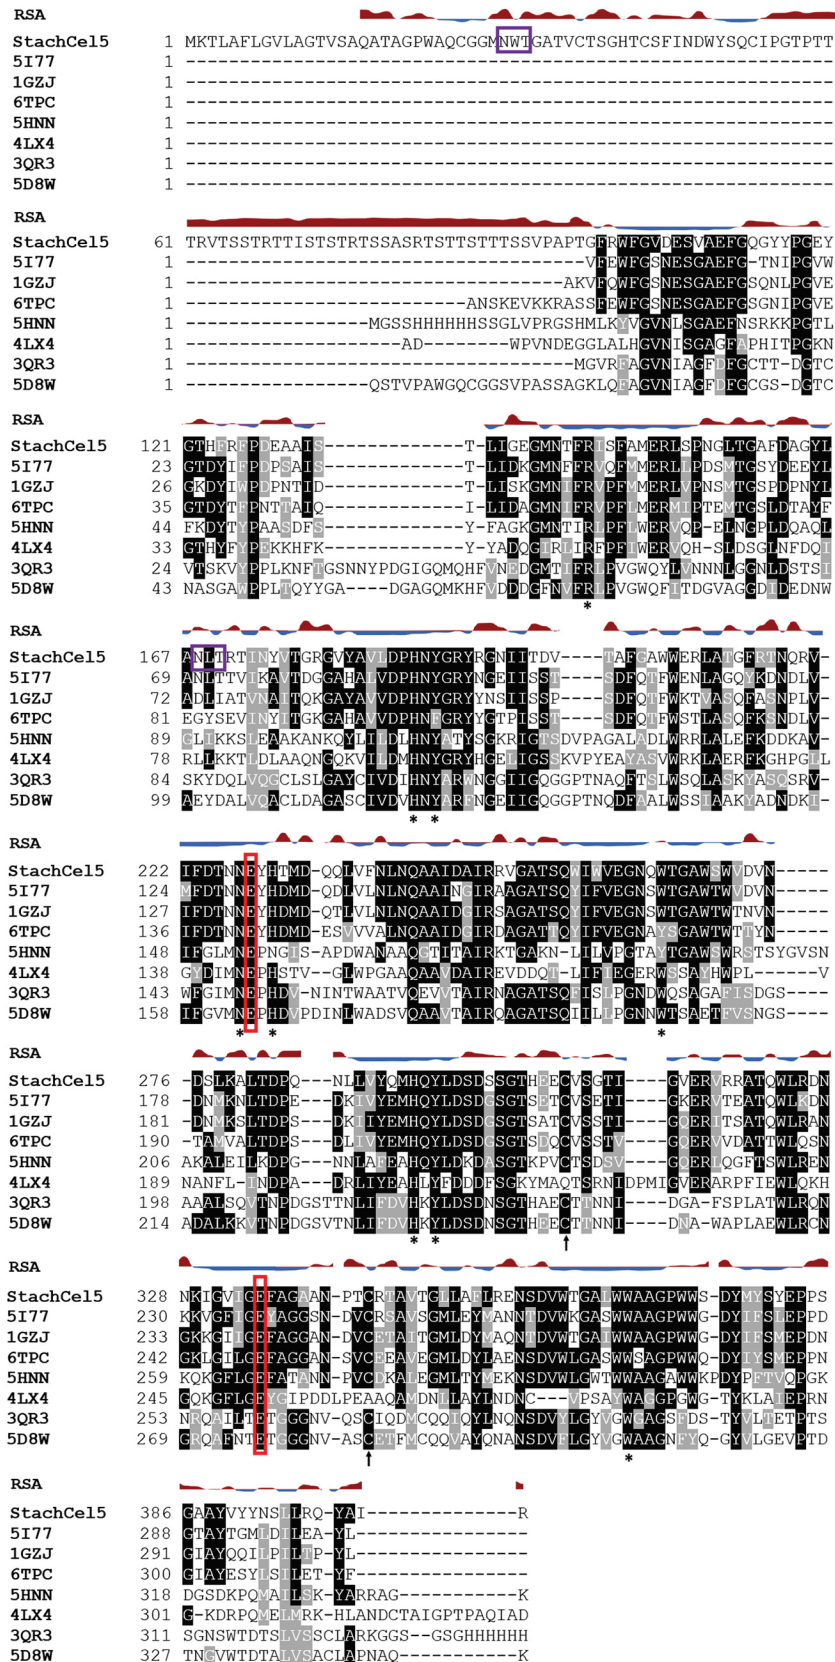 RSA
StachCel5 1 MKTLAFLGVLAGTVSAQATAGPWAQCGGMNWTGATVCTSGHTCSFINDWYSQCIPGTPTT
5I77 1 ------------------------------------------------------------
1GZJ 1 ------------------------------------------------------------
6TPC 1 ------------------------------------------------------------
5HNN 1 ------------------------------------------------------------
4LX4 1 ------------------------------------------------------------
3QR3 1 ------------------------------------------------------------
5D8W 1 ------------------------------------------------------------
RSA
StachCel5 61 TRVTSSTRTTISTSTRTSSASRTSTTSTTTSSVPAPTGFRWFGVDESVAEFGQGYYPGEY
5I77 1 -------------------------------------VFEWFGSNESGAEFG-TNIPGVW
1GZJ 1 -----------------------------------AKVFQWFGSNESGAEFGSQNLPGVE
6TPC 1 --------------------------ANSKEVKKRASSFEWFGSNESGAEFGSGNIPGVE
5HNN 1 -----------------MGSSHHHHHHSSGLVPRGSHMLKYVGVNLSGAEFNSRKKPGTL
4LX4 1 --------------------AD--------WPVNDEGGLALHGVNISGAGFAPHITPGKN
3QR3 1 ------------------------------------MGVRFAGVNIAGFDFGCTT-DGTC
5D8W 1 -----------------QSTVPAWGQCGGSVPASSAGKLQFAGVNIAGFDFGCGS-DGTC
RSA
StachCel5 121 GTHFRFPDEAAIS-------------T-LIGEGMNTFRISFAMERLSPNGLTGAFDAGYL
5I77 23 GTDYIFPDPSAIS-------------T-LIDKGMNFFRVQFMMERLLPDSMTGSYDEEYL
1GZJ 26 GKDYIWPDPNTID-------------T-LISKGMNIFRVPFMMERLVPNSPDPNYL
6TPC 35 GTDYTFPNTTAIQ-------------I-LIDAGMNIFRVPFLMERMIPTEMTGSLDTAYF
5HNN 44 FKDYTYPAASDFS-------------Y-FAGKGMNTIRLPFLWERVQP-ELNGPLDQAQL
4LX4 33 GTHYFYPEKKHFK-------------Y-YADQGIRLIRFPFIWERVQH-SLDSGLNFDQI
3QR3 24 VTSKVYPPLKNFTGSNNYPDGIGQMQHFVNEDGMTIFRLPVGWQYLVNNNLGGNLDSTSI
5D8W 43 NASGAWPPLTQYYGA---DGAGQMKHFVDDDGFNVFRLPVGWQFITDGVAGGDIDEDNW
*
RSA
StachCel5 167 ANLTRTINYVTGRGVYAVIDPHNYGRYRGNIITDV----TAFGAWWERLATGFRTNQRV-
5I77 69 ANLTTVIKAVTDGGAHALVDPHNYGRYNGEIISST----SDFQTFWENLAGQYKDNDLV-
1GZJ 72 ADLIATVNAITQKGAYAVVDPHNYGRYYNSIISSP----SDFQTFWKTVASQFASNPLV-
6TPC 81 EGYSEVINYITGKGAHAVVDPHNFGRYYGTPISST----SDFQTFWSTLASQFKSNDLV-
5HNN 89 GLIKKSLEAAKANKQYLILDLHNYATYSGKRIGTSDVPAGALADLWRRLALEFKDDKAV-
4LX4 78 RLLKKTLDLAAQNGQKVILDMHNYGRYHGELIGSSKVPYEAYASVWRKLAERFKGHPGLL
3QR3 84 SKYDQLVQGCLSLGAYCIVDIHNYARWNGGIIGQGGPTNAQFTSLWSQLASKYASQSRV-
5D8W 99 AEYDALVQACLDAGASCIVDVHNYARFNGEIIGQGGPTNQDFAALWSSIAAKYADNDKI-
* *
RSA
StachCel5 222 IFDTNNEYHTMD-QQLVFNLNQAAIDAIRRVGATSQWIWVEGNQWTGAWSWVDVN-----
5I77 124 MFDTNNEYHDMD-QDLVLNLNQAAINGIRAAGATSQYIFVEGNSWTGAWTWVDVN-----
1GZJ 127 IFDTNNEYHDMD-QTLVLNLNQAAIDGIRSAGATSQYIFVEGNSWTGAWTWTNVN-----
6TPC 136 IFDTNNEYHDMD-ESVVVALNQAAIDGIRDAGATTQYIFVEGNAYSGAWTWTTYN-----
5HNN 148 IFGLMNEPNGIS-APDWANAAQGTITAIRKTGAKN-LILVPGTAYTGAWSWRSTSYGVSN
4LX4 138 GYDIMNEPHSTV--GLWPGAAQAAVDAIREVDDQT-LIFIEGERWSSAYHWPL------V
3QR3 143 WFGIMNEPHDV-NINTWAATVQEVVTAIRNAGATSQFISLPGNDWQSAGAFISDGS----
5D8W 158 IFGVMNEPHDVPDINLWADSVQAAVTAIRQAGATSQIILLPGNNWTSAETFVSNGS----
* * *
RSA
StachCel5 276 -DSLKALTDPQ---NLLVYQMHQYLDSDSSGTHEECVSGTI----GVERVRRATQWLRDN
5I77 178 -DNMKNLTDPE---DKIVYEMHQYLDSDGSGTSETCVSETI----GKERVTEATQWLKDN
1GZJ 181 -DNMKSLTDPS---DKIIYEMHQYLDSDGSGTSATCVSSTI----GQERITSATQWLRAN
6TPC 190 -TAMVALTDPS---DLIVYEMHQYLDSDGSGTSDQCVSSTV----GQERVVDATTWLQSN
5HNN 206 AKALEILKDPG---NNLAFEAHQYLDKDASGTKPVCTSDSV----GQERLQGFTSWLREN
4LX4 189 NANFL-INDPA---DRLIYEAHLYFDDDFSGKYMAQTSRNIDPMIGVERARPFIEWLQKH
3QR3 198 AAALSQVTNPDGSTTNLIFDVHKYLDSDNSGTHAECTTNNI----DGA-FSPLATWLRQN
5D8W 214 ADALKKVTNPDGSVTNLIFDVHKYLDSDNSGTHEECTTNNI----DNA-WAPLAEWLRCN
* *
RSA
StachCel5 328 NKIGVIGEFAGAAN-PTCRTAVTGLLAFLRENSDVWTGALWWAAGPWWS-DYMYSYEPPS
5I77 230 KKVGFIGEYAGGSN-DVCRSAVSGMLEYMANNTDVWKGASWWAAGPWWG-DYIFSLEPPD
1GZJ 233 GKKGIIGEFAGGAN-DVCETAITGMLDYMAQNTDVWTGAIWWAAGPWWG-DYIFSMEPDN
6TPC 242 GKLGILGEFAGGAN-SVCEEAVEGMLDYLAENSDVWLGASWWSAGPWWQ-DYIYSMEPPN
5HNN 259 KQKGFLGEFATANN-PVCDKALEGMLTYMEKNSDVWLGWTWWAAGAWWKPDYPFTVQPGK
4LX4 245 GQKGFLGEYGIPDDLPEAAQAMDNLLAYLNDNC---VPSAYWAGGPGWG-TYKLAIEPRN
3QR3 253 NRQAILTETGGGNV-QSCIQDMCQQIQYLNQNSDVYLGYVGWGAGSFDS-TYVLTETPTS
5D8W 269 GRQAFNTETGGGNV-ASCETFMCQQVAYQNANSDVFLGYVGWAAGNFYQ-GYVLGEVPTD
*
RSA
StachCel5 386 GAAYVYYNSLLRQ-YAI--------------R
5I77 288 GTAYTGMLDILEA-YL---------------
1GZJ 291 GIAYQQILPILTP-YL---------------
6TPC 300 GIAYESYLSILET-YF---------------
5HNN 318 DGSDKPQMAILSK-YARRAG-----------K
4LX4 301 G-KDRPQMELMRK-HLANDCTAIGPTPAQIAD
3QR3 311 SGNSWTDTSLVSSCLARKGGS-GSGHHHHHH
5D8W 327 TNGVWTDTALVSACLAPNAQ-----------K